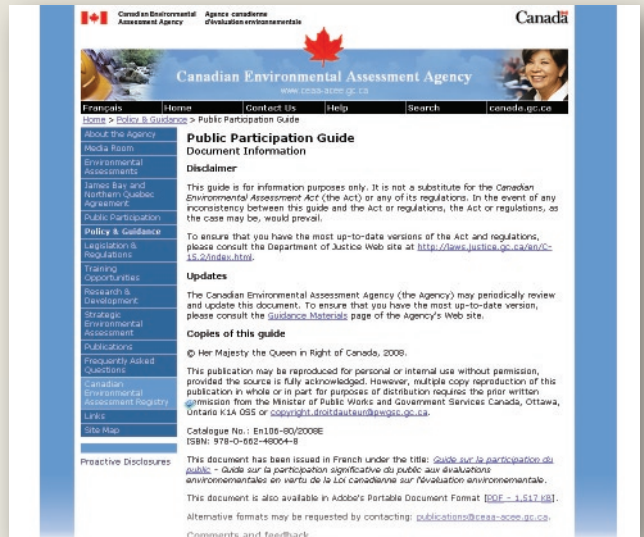 Canadian Environmental Assessment Agency
Agence canadienne d'évaluation environnementale
Canada
Canadian Environmental Assessment Agency
www.ceaa-acee.gc.ca
Français Home Contact Us Help Search canada.gc.ca
Home > Policy & Guidance > Public Participation Guide
About the Agency
Media Room
Environmental
Assessments
James Bay and
Northern Quebec
Agreement
Public Participation
Policy & Guidance
Legislation &
Regulations
Training
Opportunities
Research &
Development
Strategic
Environmental
Assessment
Publications
Frequently Asked
Questions
Canadian
Environmental
Assessment Registry
Links
Site Map
Proactive Disclosures
Public Participation Guide
Document Information
Disclaimer
This guide is for information purposes only. It is not a substitute for the Canadian
Environmental Assessment Act (the Act) or any of its regulations. In the event of any
inconsistency between this guide and the Act or regulations, the Act or regulations, as
the case may be, would prevail.
To ensure that you have the most up-to-date versions of the Act and regulations,
please consult the Department of Justice Web site at http://laws.justice.gc.ca/en/C-
15.2/index.html.
Updates
The Canadian Environmental Assessment Agency (the Agency) may periodically review
and update this document. To ensure that you have the most up-to-date version,
please consult the Guidance Materials page of the Agency's Web site.
Copies of this guide
© Her Majesty the Queen in Right of Canada, 2008.
This publication may be reproduced for personal or internal use without permission,
provided the source is fully acknowledged. However, multiple copy reproduction of this
publication in whole or in part for purposes of distribution requires the prior written
permission from the Minister of Public Works and Government Services Canada, Ottawa,
Ontario K1A 0S5 or copyright.droitdauteur@pwgsc.gc.ca.
Catalogue No.: En106-80/2008E
ISBN: 978-0-662-48064-8
This document has been issued in French under the title: Guide sur la participation du
public - Guide sur la participation significative du public aux évaluations
environnementales en vertu de la Loi canadienne sur l'évaluation environnementale.
This document is also available in Adobe's Portable Document Format [PDF - 1,517 KB].
Alternative formats may be requested by contacting: publications@ceaa-acee.gc.ca.
Comments and feedback